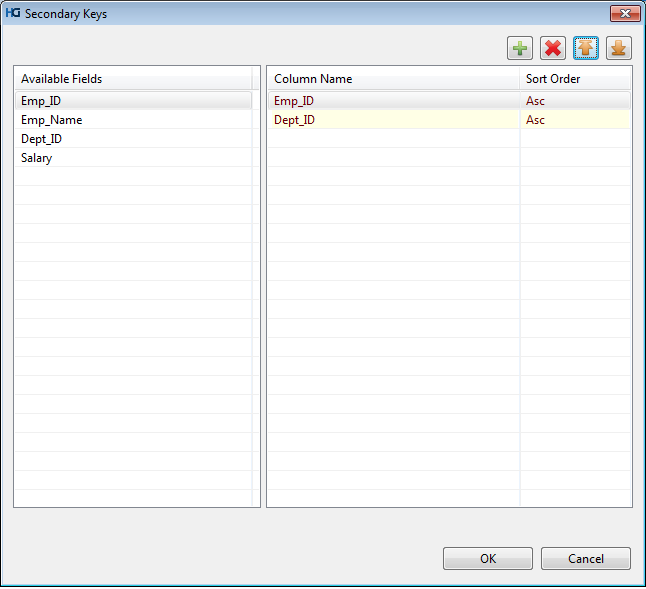 HG Secondary Keys
Available Fields
Column Name Sort Order
Emp_ID
Emp_Name
Dept_ID
Salary
Emp_ID Asc
Dept_ID Asc
OK Cancel